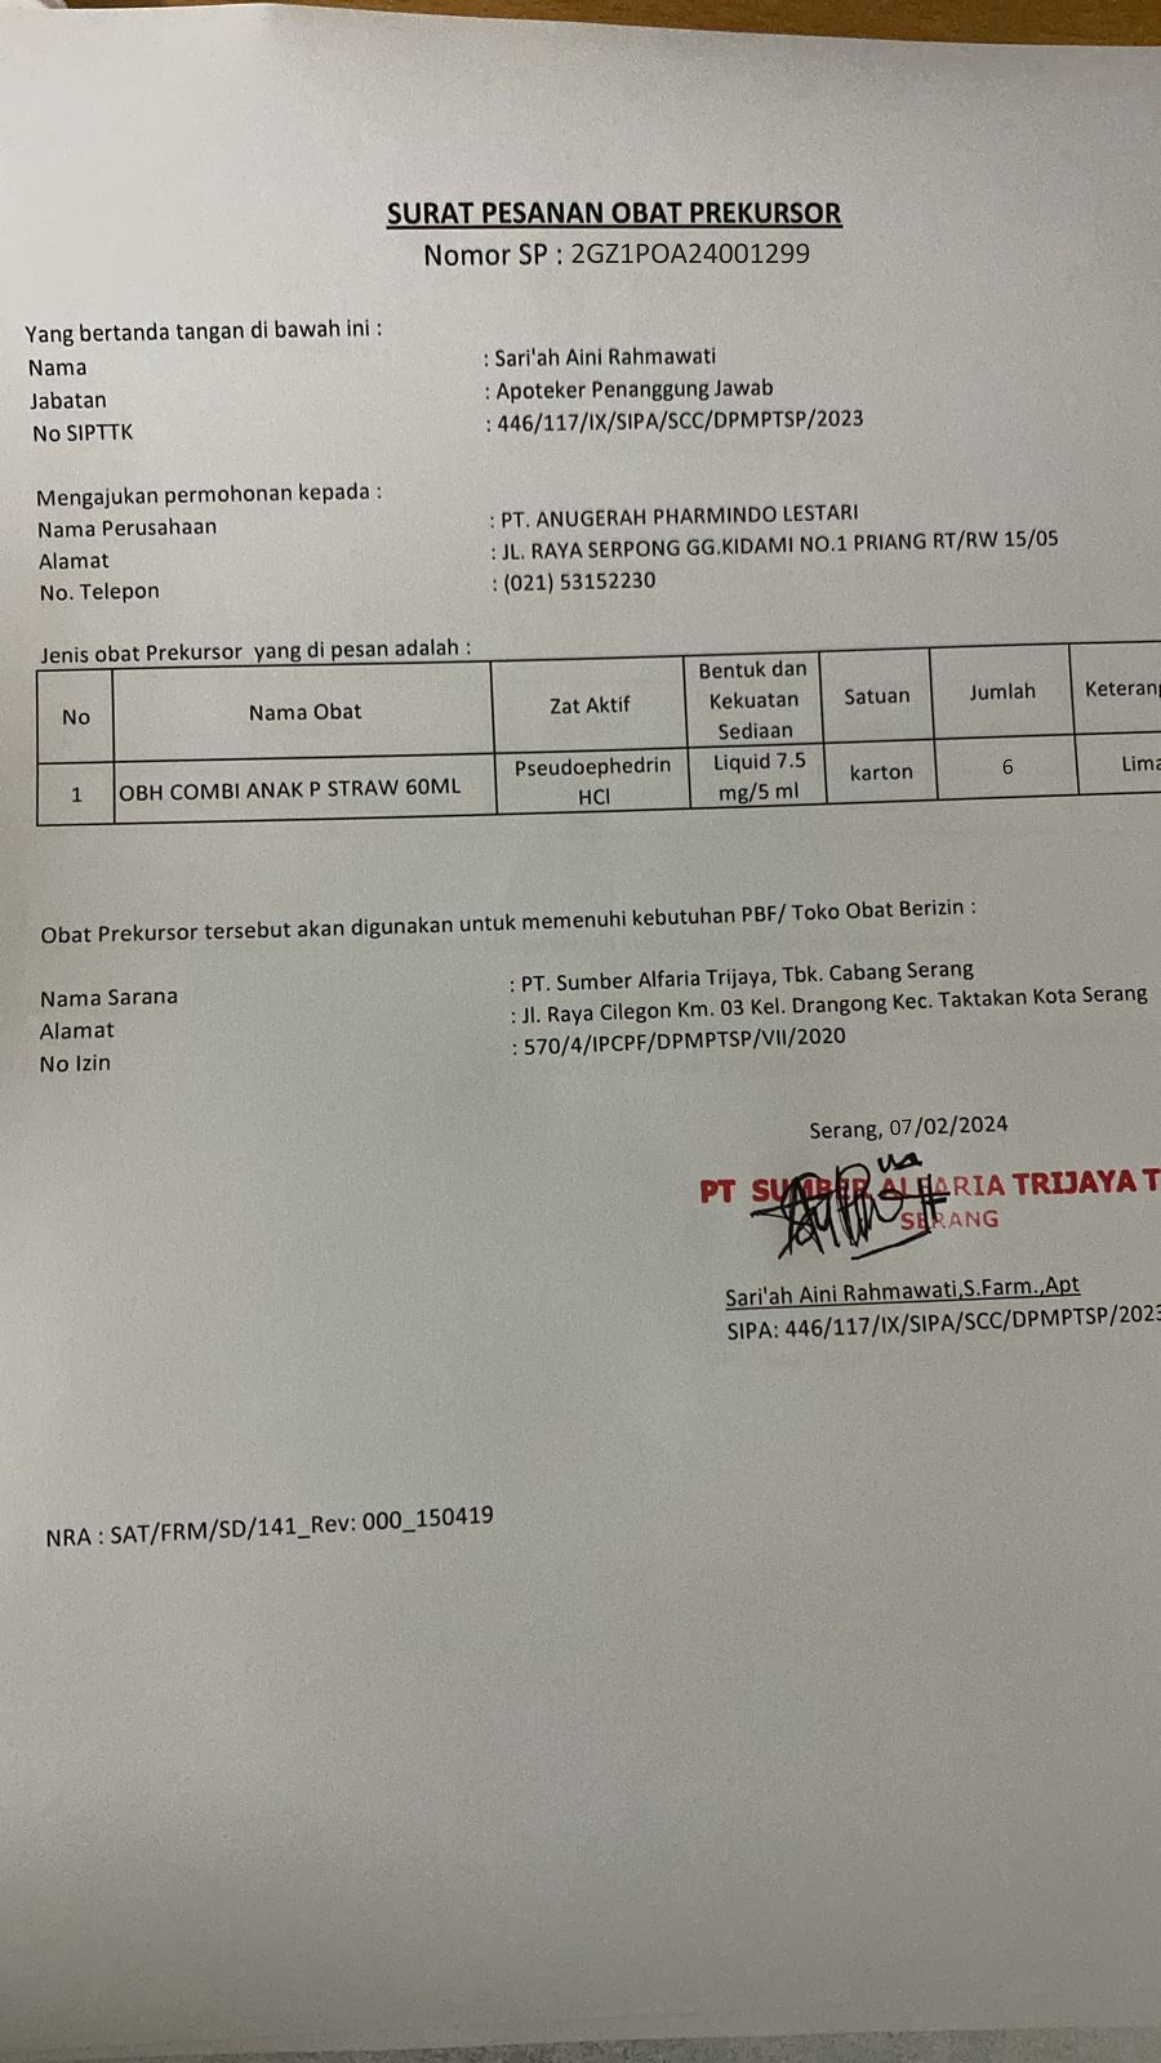 SURAT PESANAN OBAT PREKURSOR
Nomor SP : 2GZ1POA24001299
Yang bertanda tangan di bawah ini :
Nama : Sari'ah Aini Rahmawati
Jabatan : Apoteker Penanggung Jawab
No SIPTTK : 446/117/IX/SIPA/SCC/DPMPTSP/2023
Mengajukan permohonan kepada :
Nama Perusahaan : PT. ANUGERAH PHARMINDO LESTARI
Alamat : JL. RAYA SERPONG GG.KIDAMI NO.1 PRIANG RT/RW 15/05
No. Telepon : (021) 53152230
Jenis obat Prekursor yang di pesan adalah :
No Nama Obat Zat Aktif Bentuk dan Kekuatan Sediaan Satuan Jumlah Keterang
1 OBH COMBI ANAK P STRAW 60ML Pseudoephedrin HCl Liquid 7.5 mg/5 ml karton 6 Lima
Obat Prekursor tersebut akan digunakan untuk memenuhi kebutuhan PBF/ Toko Obat Berizin :
Nama Sarana : PT. Sumber Alfaria Trijaya, Tbk. Cabang Serang
Alamat : Jl. Raya Cilegon Km. 03 Kel. Drangong Kec. Taktakan Kota Serang
No Izin : 570/4/IPCPF/DPMPTSP/VII/2020
Serang, 07/02/2024
PT SUMBER ALFARIA TRIJAYA T
SERANG
Sari'ah Aini Rahmawati,S.Farm.,Apt
SIPA: 446/117/IX/SIPA/SCC/DPMPTSP/2023
NRA : SAT/FRM/SD/141_Rev: 000_150419